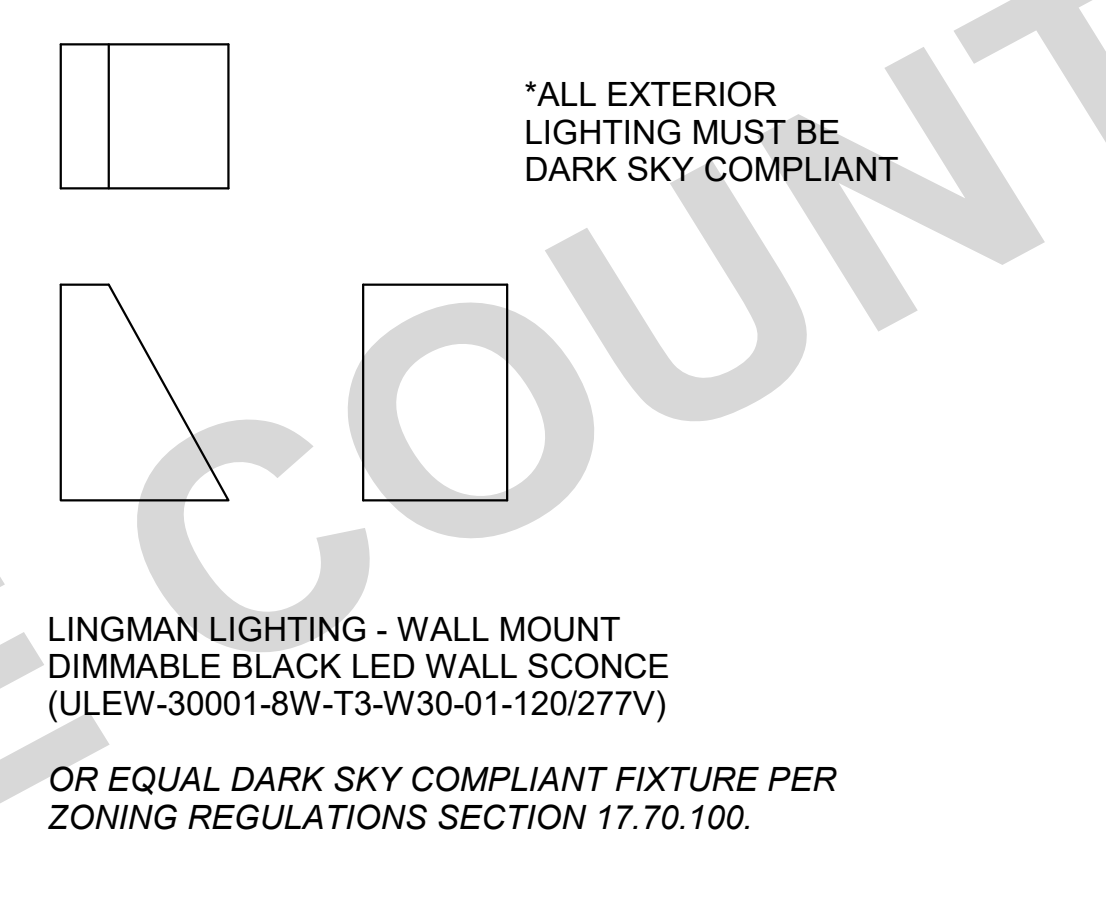 *ALL EXTERIOR
LIGHTING MUST BE
DARK SKY COMPLIANT
LINGMAN LIGHTING - WALL MOUNT
DIMMABLE BLACK LED WALL SCONCE
(ULEW-30001-8W-T3-W30-01-120/277V)
OR EQUAL DARK SKY COMPLIANT FIXTURE PER
ZONING REGULATIONS SECTION 17.70.100.
E COUNT